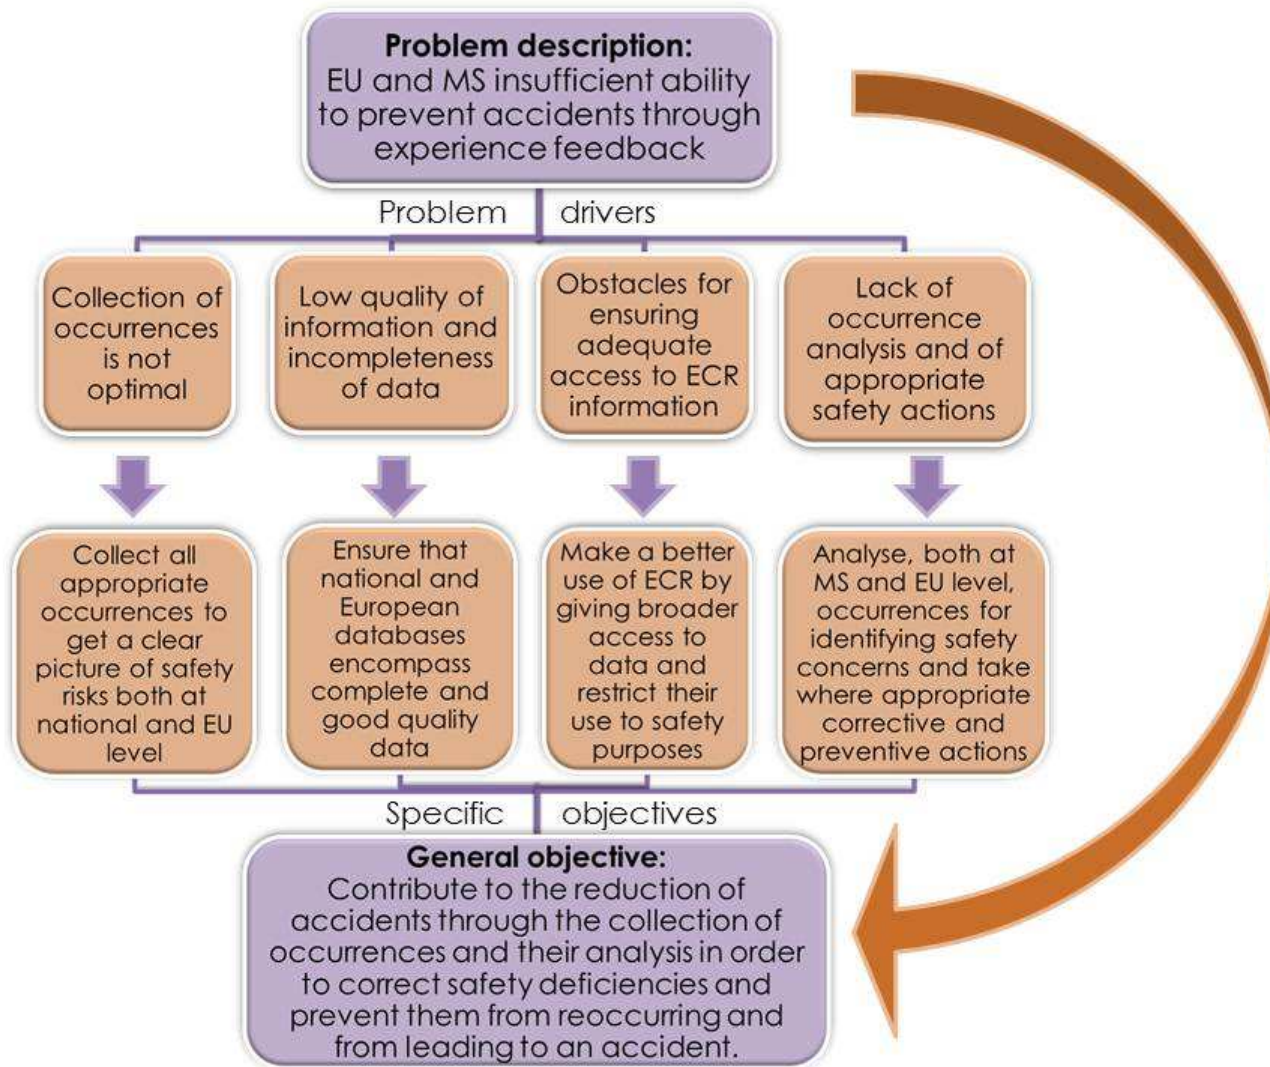 Problem description:
EU and MS insufficient ability
to prevent accidents through
experience feedback
Problem drivers
Collection of
occurrences
is not
optimal
Low quality of
information and
incompleteness
of data
Obstacles for
ensuring
adequate
access to ECR
information
Lack of
occurrence
analysis and of
appropriate
safety actions
Collect all
appropriate
occurrences to
get a clear
picture of safety
risks both at
national and EU
level
Ensure that
national and
European
databases
encompass
complete and
good quality
data
Make a better
use of ECR by
giving broader
access to
data and
restrict their
use to safety
purposes
Analyse, both at
MS and EU level,
occurrences for
identifying safety
concerns and take
where appropriate
corrective and
preventive actions
Specific objectives
General objective:
Contribute to the reduction of
accidents through the collection of
occurrences and their analysis in order
to correct safety deficiencies and
prevent them from reoccurring and
from leading to an accident.